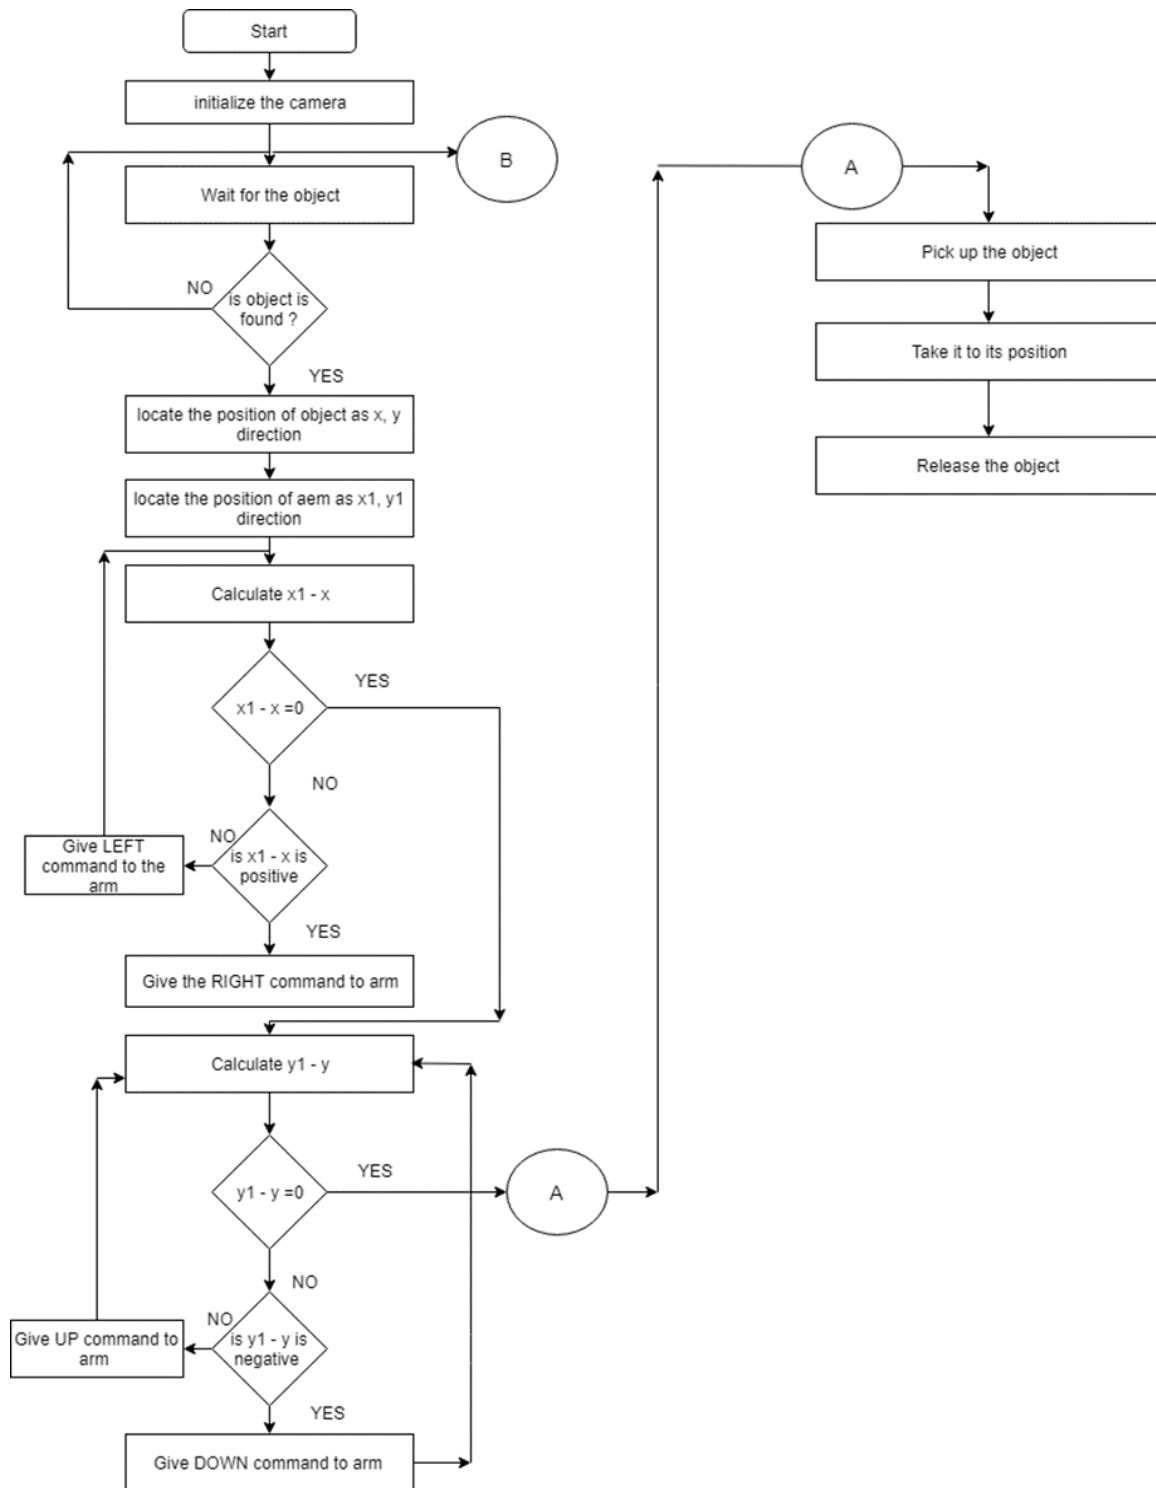 Start
initialize the camera
B
Wait for the object
NO
is object is
found ?
YES
locate the position of object as x, y
direction
locate the position of aem as x1, y1
direction
Calculate x1 - x
YES
x1 - x =0
NO
NO
Give LEFT
command to the
arm
is x1 - x is
positive
YES
Give the RIGHT command to arm
Calculate y1 - y
YES
y1 - y =0
A
NO
NO
Give UP command to
arm
is y1 - y is
negative
YES
Give DOWN command to arm
A
Pick up the object
Take it to its position
Release the object